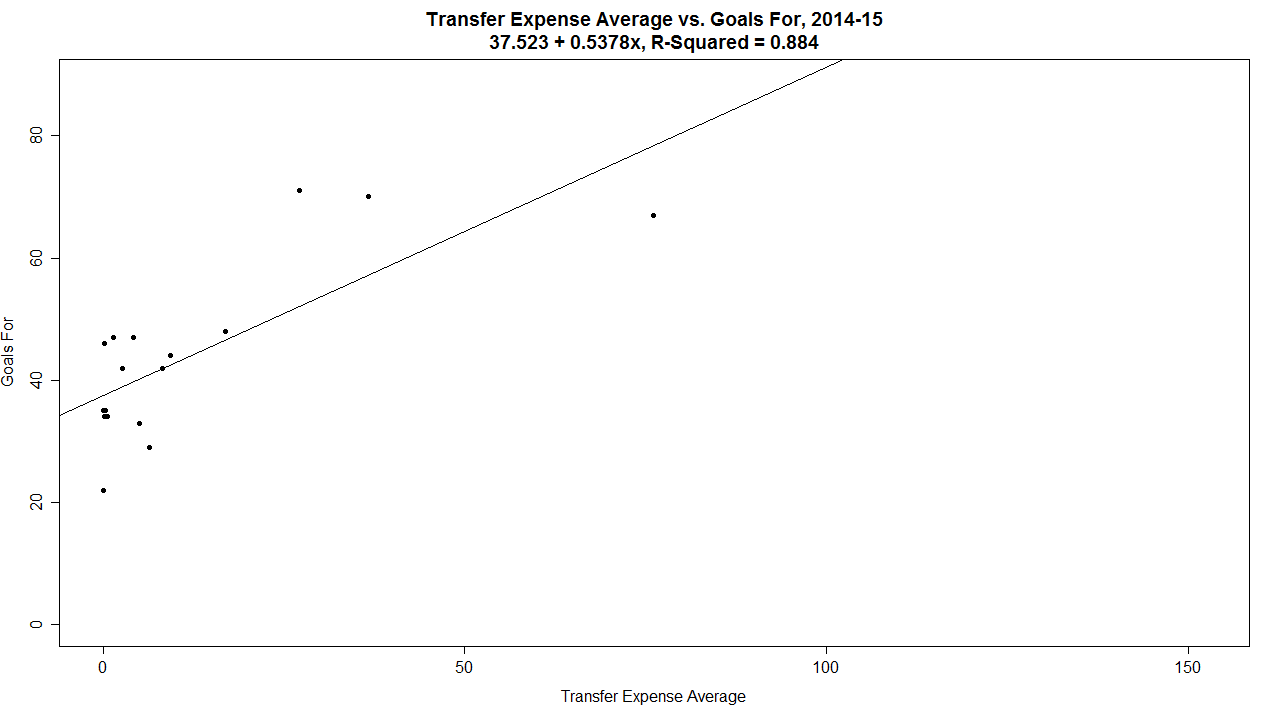 Transfer Expense Average vs. Goals For, 2014-15
37.523 + 0.5378x, R-Squared = 0.884
Goals For
80
60
40
20
0
0 50 100 150
Transfer Expense Average